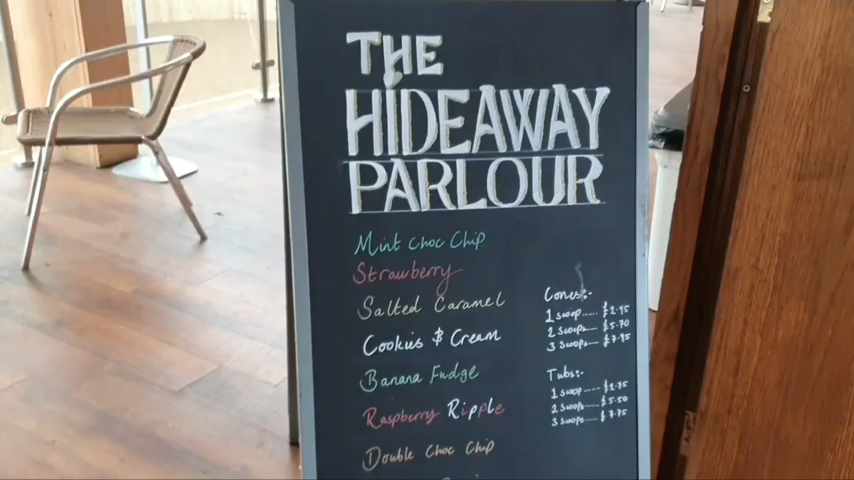 THE
HIDEAWAY
PARLOUR
Mint Choc Chip
Strawberry
Salted Caramel
Cookies & Cream
Banana Fudge
Raspberry Ripple
Double Choc Chip
Cones:-
1 scoop..... £2.95
2 scoops.... £5.70
3 scoops.... £7.95
Tubs:-
1 scoop.... £2.75
2 scoops.... £5.50
3 scoops.... £7.75